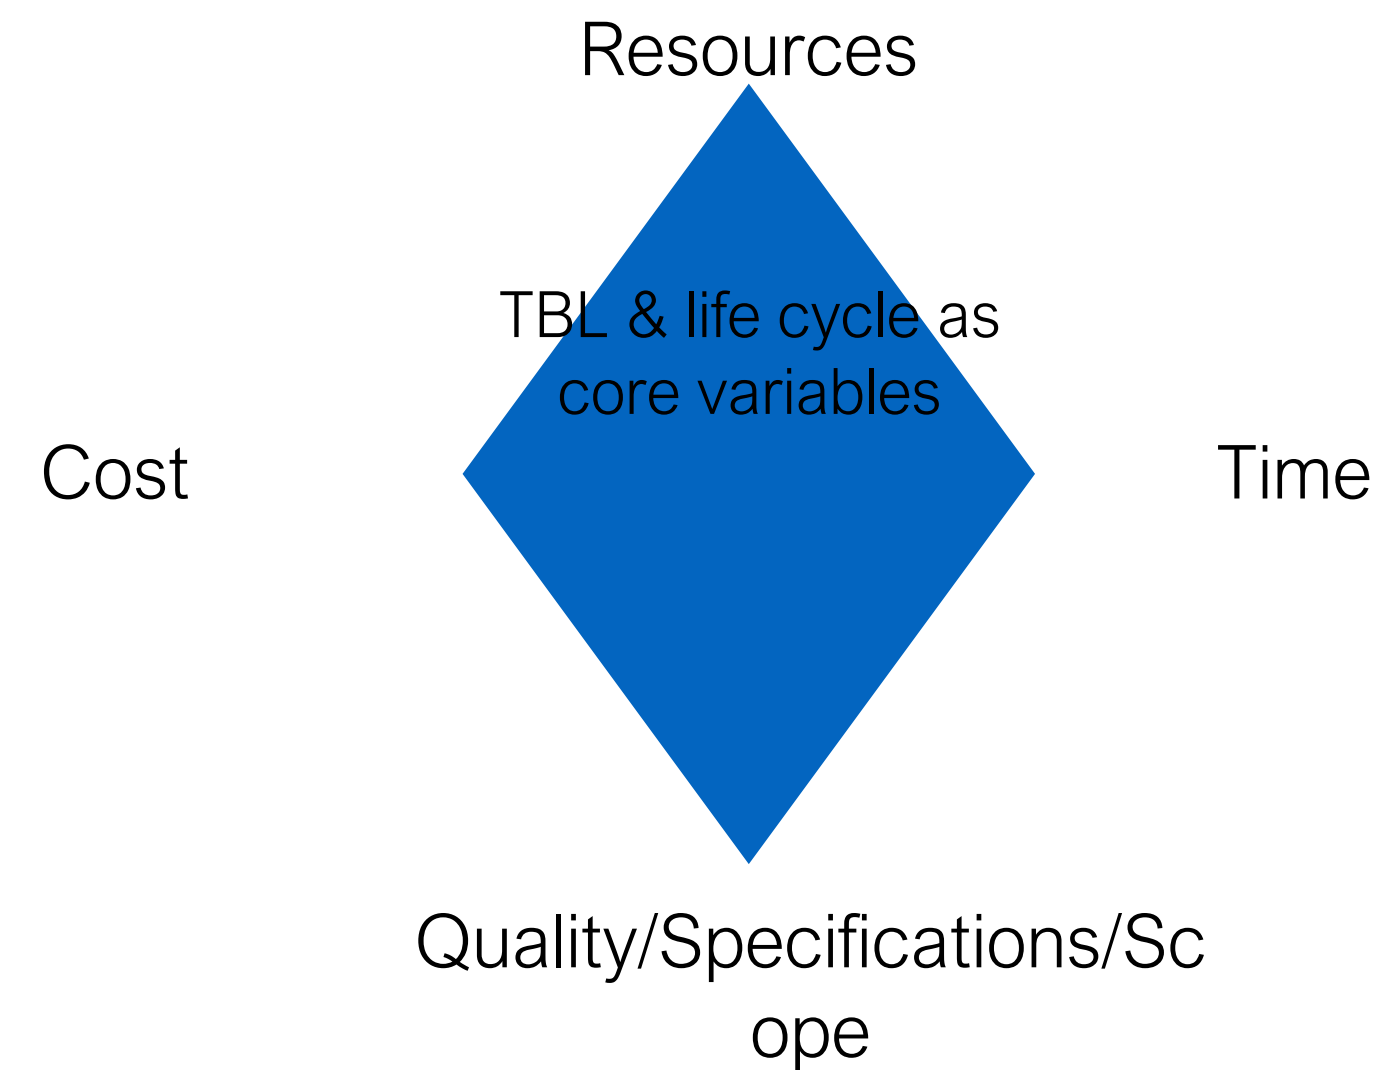 Resources
TBL & life cycle as
core variables
Cost
Time
Quality/Specifications/Sc
ope